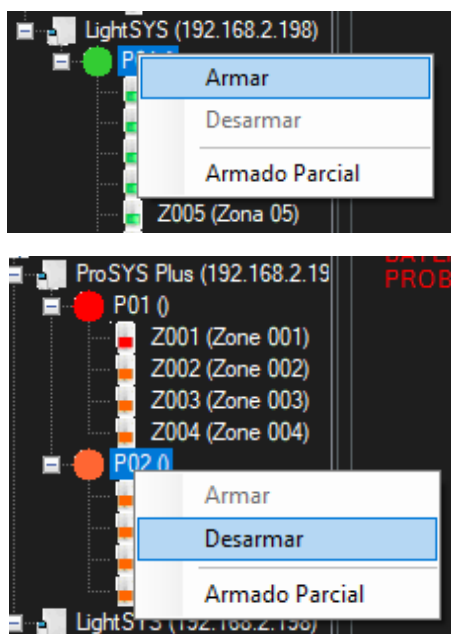 LightSYS (192.168.2.198)
Armar
Desarmar
Armado Parcial
Z005 (Zona 05)
ProSYS Plus (192.168.2.19
P01 ()
Z001 (Zone 001)
Z002 (Zone 002)
Z003 (Zone 003)
Z004 (Zone 004)
P02 ()
Armar
Desarmar
Armado Parcial
LightSYS (192.168.2.198)